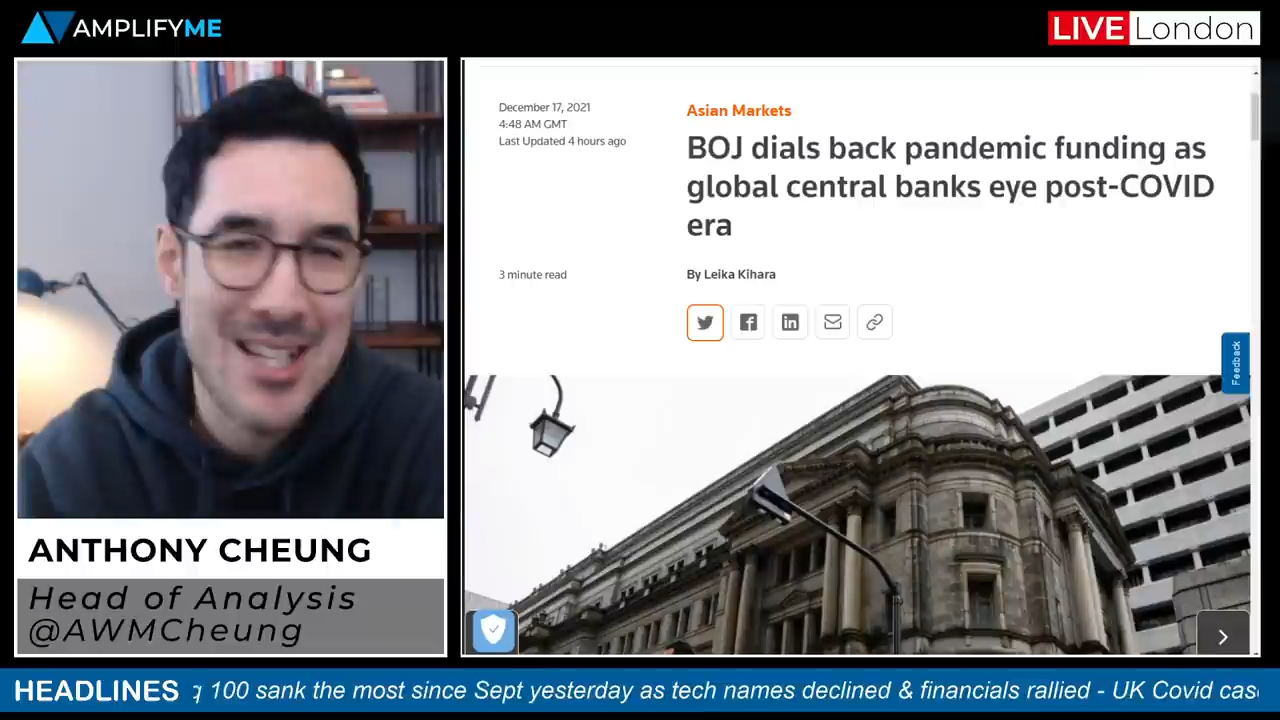 AMPLIFYME
LIVE London
December 17, 2021
4:48 AM GMT
Last Updated 4 hours ago
Asian Markets
BOJ dials back pandemic funding as
global central banks eye post-COVID
era
3 minute read
By Leika Kihara
Feedback
ANTHONY CHEUNG
Head of Analysis
@AWMCheung
HEADLINES 100 sank the most since Sept yesterday as tech names declined & financials rallied - UK Covid